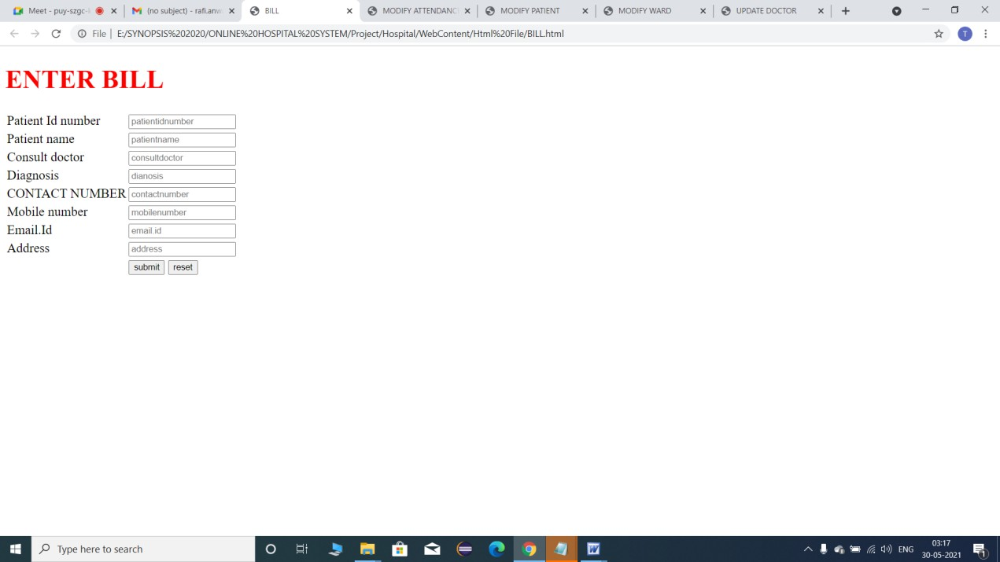 Meet - puy-szgc- (no subject) - rafi.anw BILL MODIFY ATTENDANC MODIFY PATIENT MODIFY WARD UPDATE DOCTOR
File | E:/SYNOPSIS%202020/ONLINE%20HOSPITAL%20SYSTEM/Project/Hospital/WebContent/Html%20File/BILL.html T
ENTER BILL
Patient Id number patientidnumber
Patient name patientname
Consult doctor consultdoctor
Diagnosis dianosis
CONTACT NUMBER contactnumber
Mobile number mobilenumber
Email.Id email.id
Address address
submit reset
Type here to search ENG 03:17
30-05-2021 1